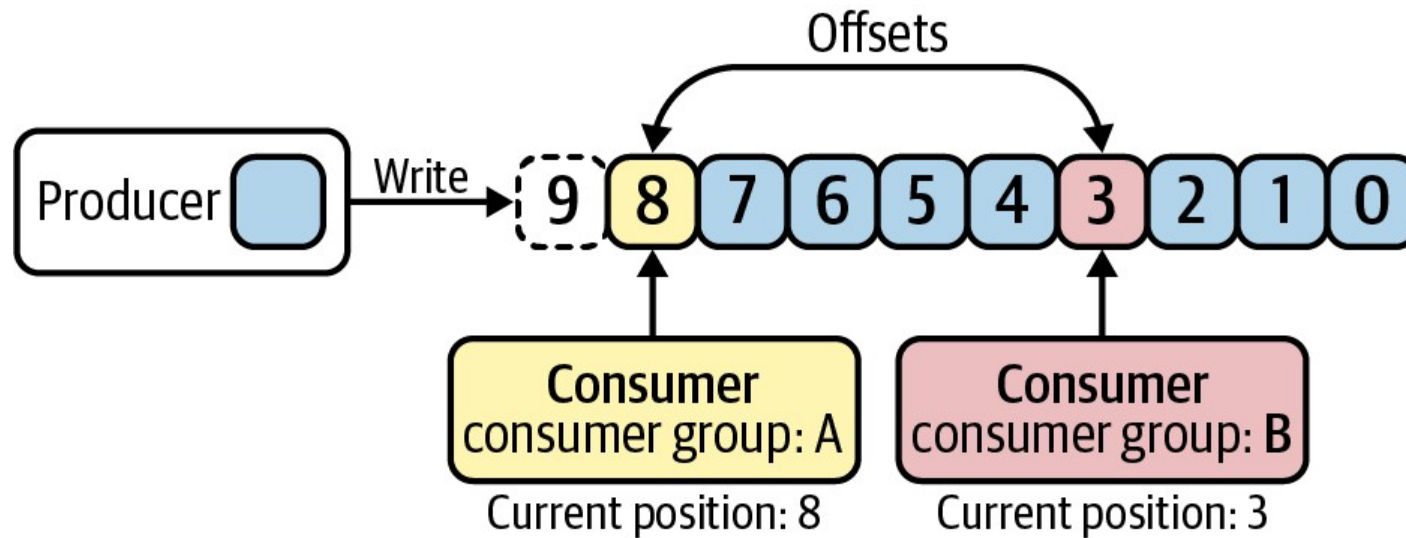 Offsets
Producer
Write
9 8 7 6 5 4 3 2 1 0
Consumer
consumer group: A
Current position: 8
Consumer
consumer group: B
Current position: 3